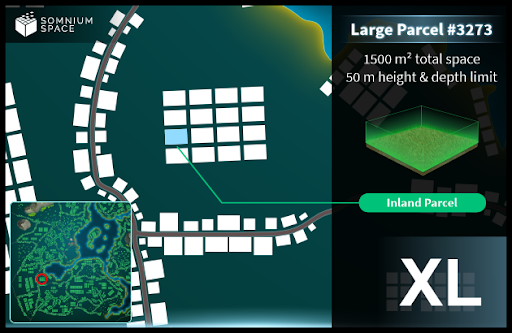 SOMNIUM
SPACE
Large Parcel #3273
1500 m² total space
50 m height & depth limit
Inland Parcel
XL